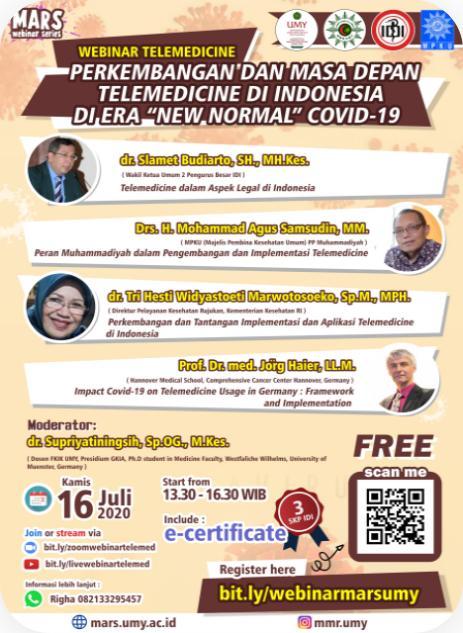 MARS
webinar series
UMY
IDI
MPKU
WEBINAR TELEMEDICINE
PERKEMBANGAN DAN MASA DEPAN
TELEMEDICINE DI INDONESIA
DI ERA “NEW NORMAL” COVID-19
dr. Slamet Budiarto, SH., MH.Kes.
( Wakil Ketua Umum 2 Pengurus Besar IDI )
Telemedicine dalam Aspek Legal di Indonesia
Drs. H. Mohammad Agus Samsudin, MM.
( MPKU (Majelis Pembina Kesehatan Umum) PP Muhammadiyah )
Peran Muhammadiyah dalam Pengembangan dan Implementasi Telemedicine
dr. Tri Hesti Widyastoeti Marwotosoeko, Sp.M., MPH.
( Direktur Pelayanan Kesehatan Rujukan, Kementerian Kesehatan RI )
Perkembangan dan Tantangan Implementasi dan Aplikasi Telemedicine
di Indonesia
Prof. Dr. med. Jörg Haier, LL.M.
( Hannover Medical School, Comprehensive Cancer Center Hannover, Germany )
Impact Covid-19 on Telemedicine Usage in Germany : Framework
and Implementation
Moderator:
dr. Supriyatiningsih, Sp.OG., M.Kes.
( Dosen FKIK UMY, Presidium GKIA, Ph.D student in Medicine Faculty, Westfaliche Wilhelms, University of
Muenster, Germany )
FREE
scan me
Kamis
16 Juli
2020
Start from
13.30 - 16.30 WIB
Include :
e-certificate
3
SKP IDI
Join or stream via
bit.ly/zoomwebinartelemed
bit.ly/livewebinartelemed
Informasi lebih lanjut :
Righa 082133295457
Register here
bit.ly/webinarmarsumy
mars.umy.ac.id
mmr.umy